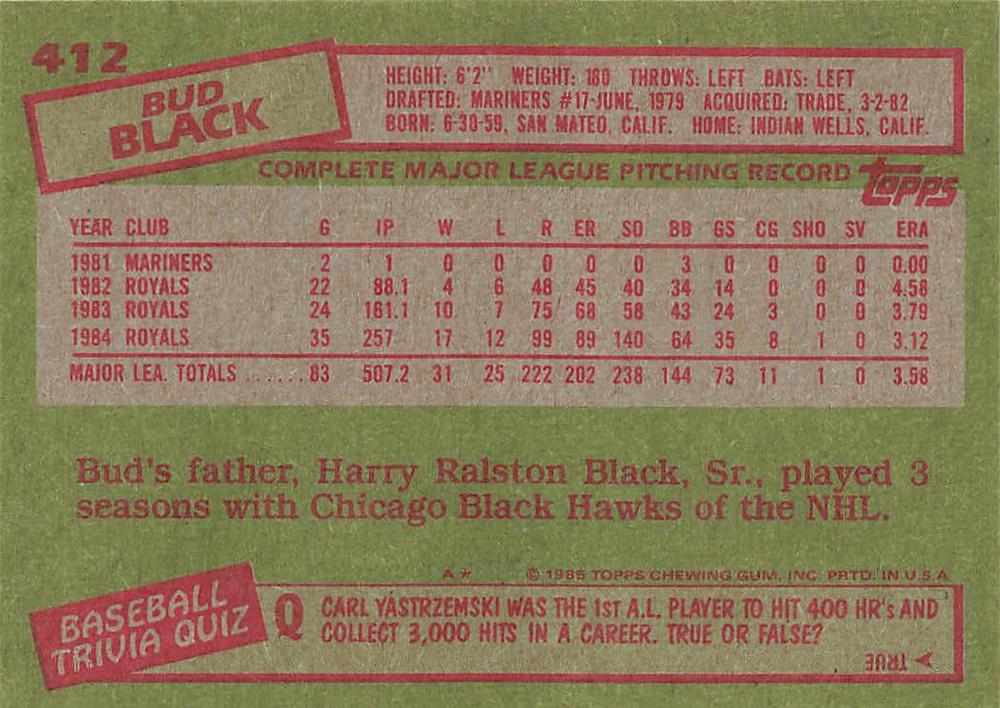 412
BUD
BLACK
HEIGHT: 6'2" WEIGHT: 180 THROWS: LEFT BATS: LEFT
DRAFTED: MARINERS #17-JUNE, 1979 ACQUIRED: TRADE, 3-2-82
BORN: 6-30-59, SAN MATEO, CALIF. HOME: INDIAN WELLS, CALIF.
COMPLETE MAJOR LEAGUE PITCHING RECORD topps
YEAR CLUB G IP W L R ER SO BB GS CG SHO SV ERA
1981 MARINERS 2 1 0 0 0 0 0 3 0 0 0 0 0.00
1982 ROYALS 22 88.1 4 6 48 45 40 34 14 0 0 0 4.58
1983 ROYALS 24 161.1 10 7 75 68 58 43 24 3 0 0 3.79
1984 ROYALS 35 257 17 12 99 89 140 64 35 8 1 0 3.12
MAJOR LEA. TOTALS ......83 507.2 31 25 222 202 238 144 73 11 1 0 3.58
Bud's father, Harry Ralston Black, Sr., played 3
seasons with Chicago Black Hawks of the NHL.
A* © 1985 TOPPS CHEWING GUM, INC. PRTD. IN U.S.A.
BASEBALL
TRIVIA QUIZ
Q CARL YASTRZEMSKI WAS THE 1ST A.L. PLAYER TO HIT 400 HR's AND
COLLECT 3,000 HITS IN A CAREER. TRUE OR FALSE?
TRUE